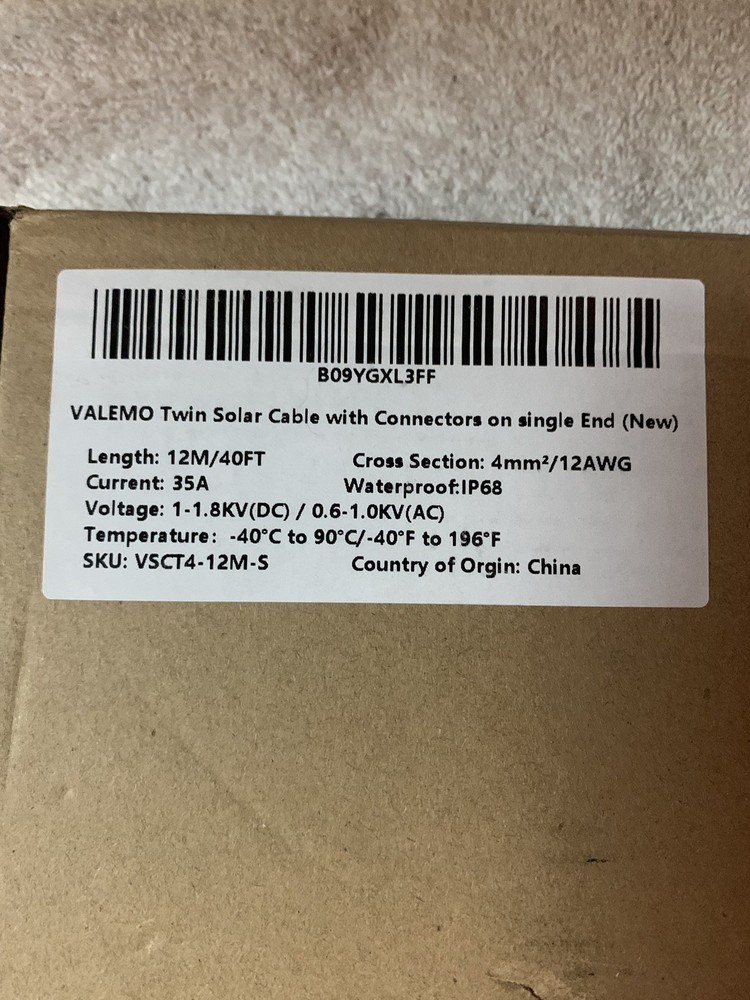 B09YGXL3FF
VALEMO Twin Solar Cable with Connectors on single End (New)
Length: 12M/40FT Cross Section: 4mm²/12AWG
Current: 35A Waterproof:IP68
Voltage: 1-1.8KV(DC) / 0.6-1.0KV(AC)
Temperature: -40°C to 90°C/-40°F to 196°F
SKU: VSCT4-12M-S Country of Orgin: China